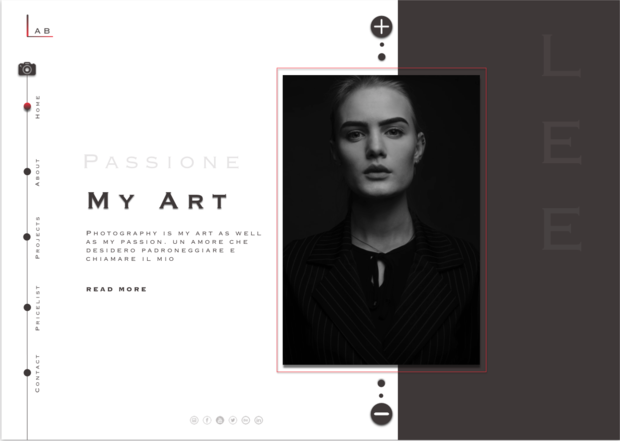 LAB
HOME
ABOUT
PROJECTS
PRICELIST
CONTACT
PASSIONE
MY ART
PHOTOGRAPHY IS MY ART AS WELL
AS MY PASSION. UN AMORE CHE
DESIDERO PADRONEGGIARE E
CHIAMARE IL MIO
READ MORE
L
E
E